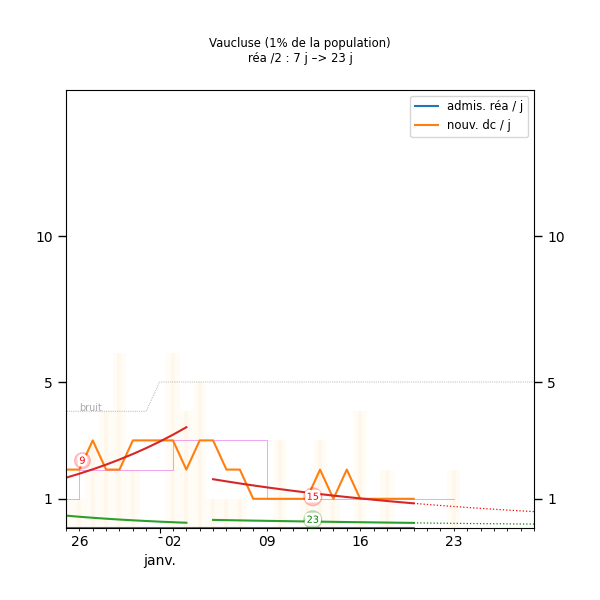 Vaucluse (1% de la population)
réa /2 : 7 j –> 23 j
admis. réa / j
nouv. dc / j
10
10
5
5
bruit
9
15
1
1
23
26
02
09
16
23
janv.